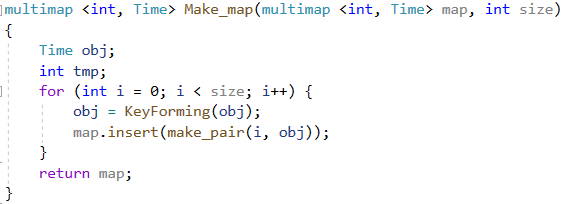 multimap <int, Time> Make_map(multimap <int, Time> map, int size)
{
    Time obj;
    int tmp;
    for (int i = 0; i < size; i++) {
        obj = KeyForming(obj);
        map.insert(make_pair(i, obj));
    }
    return map;
}